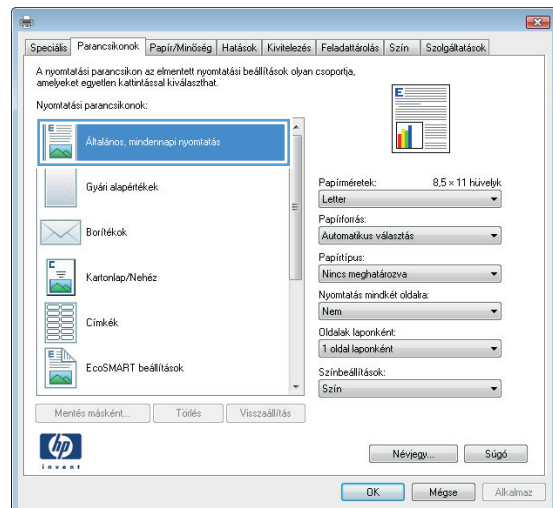 Speciális Parancsikonok Papír/Minőség Hatások Kivitelezés Feladattárolás Szín Szolgáltatások
A nyomtatási parancsikon az elmentett nyomtatási beállítások olyan csoportja,
amelyeket egyetlen kattintással kiválaszthat.
Nyomtatási parancsikonok:
Általános, mindennapi nyomtatás
Gyári alapértékek
Borítékok
Kartonlap/Nehéz
Címkék
EcoSMART beállítások
Mentés másként... Törlés Visszaállítás
E
Papírméretek: 8,5 × 11 hüvelyk
Letter
Papírforrás:
Automatikus választás
Papírtípus:
Nincs meghatározva
Nyomtatás mindkét oldalra:
Nem
Oldalak laponként:
1 oldal laponként
Színbeállítások:
Szín
hp
invent
Névjegy... Súgó
OK Mégse Alkalmaz